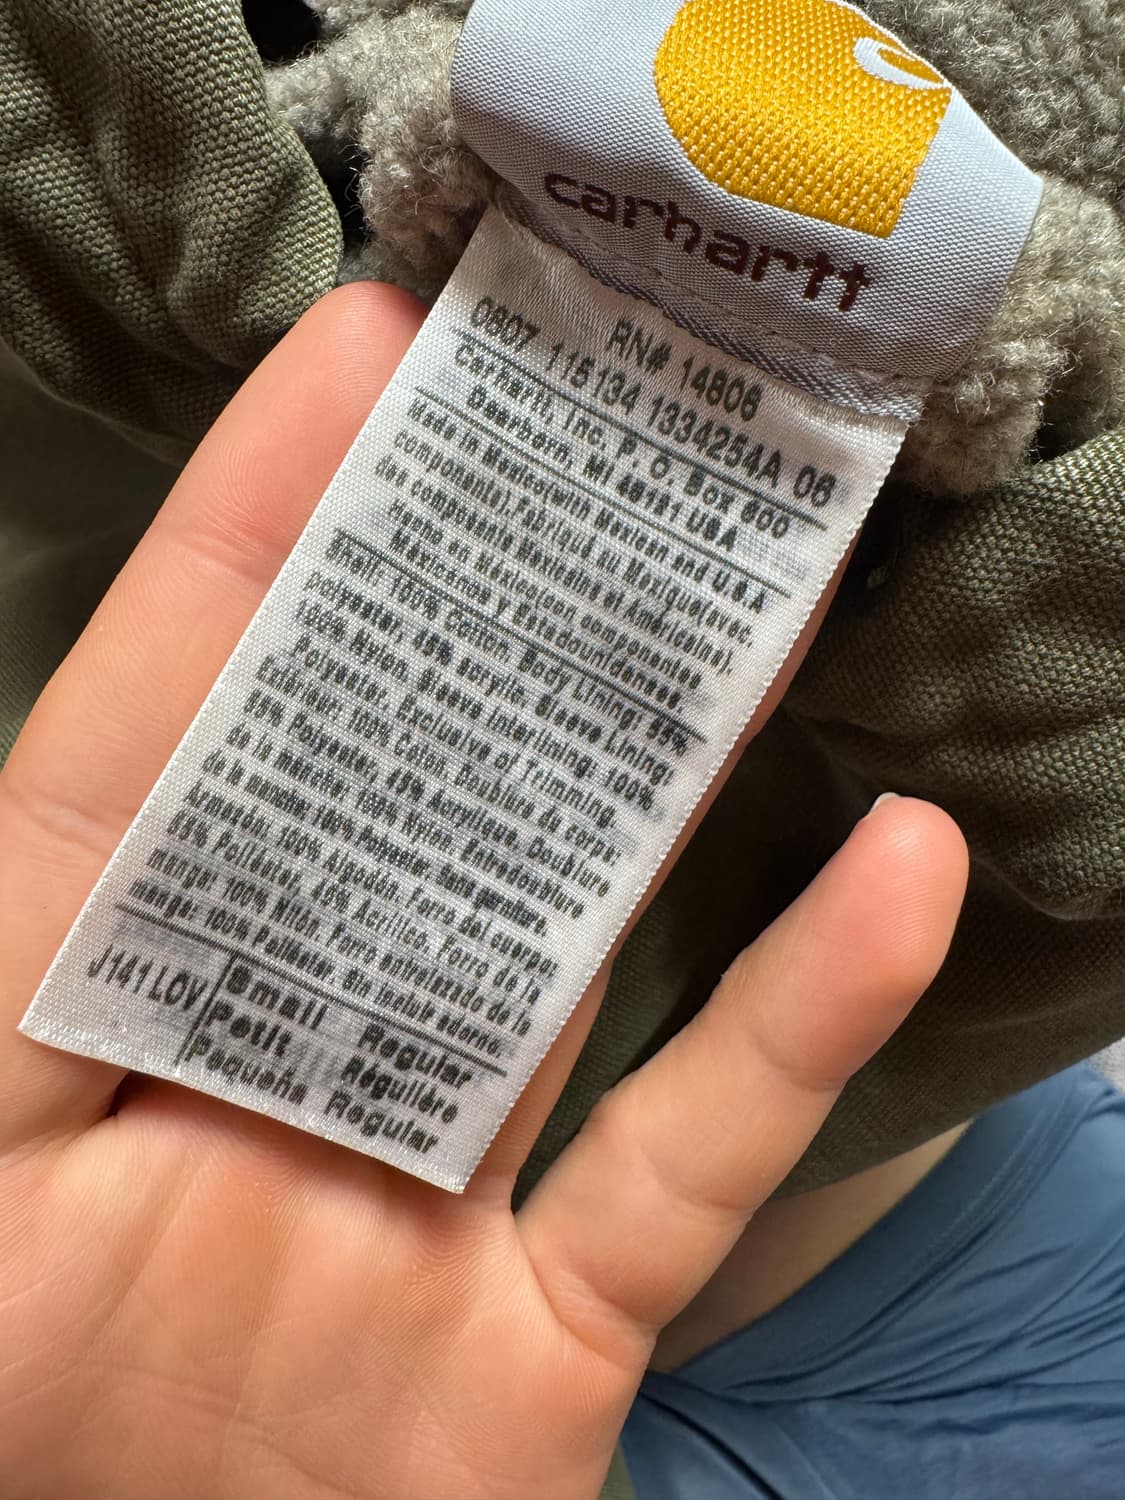 carhartt
RN# 14806
0607 115134 1334254A 06
Carhartt, Inc. P. O. Box 600
Dearborn, MI 48121 USA
Made in Mexico(with Mexican and U.S.A
components). Fabriqué au Mexique(avec.
des composants Mexicains et Américains).
Hecho en México(con componentes
Mexicanos y Estadounidenses.
Shell: 100% Cotton. Body Lining: 55%
polyester, 45% acrylic. Sleeve Lining:
100% Nylon. Sleeve Interlining: 100%
Polyester. Exclusive of Trimming.
Extérieur: 100% Coton. Doublure du corps:
55% Polyester, 45% Acrylique. Doublure
de la manche: 100% Nylon. Entredoublure
de la manche: 100% Polyester.
Armazón: 100% Algodón. Forro del cuerpo:
55% Poliéster, 45% Acrílico. Forro de la
manga: 100% Nilón. Forro entrelazado de la
manga: 100% Poliéster. Sin incluir adorno.
J141 LOV Small Regular
Petit Régulière
Pequeña Regular